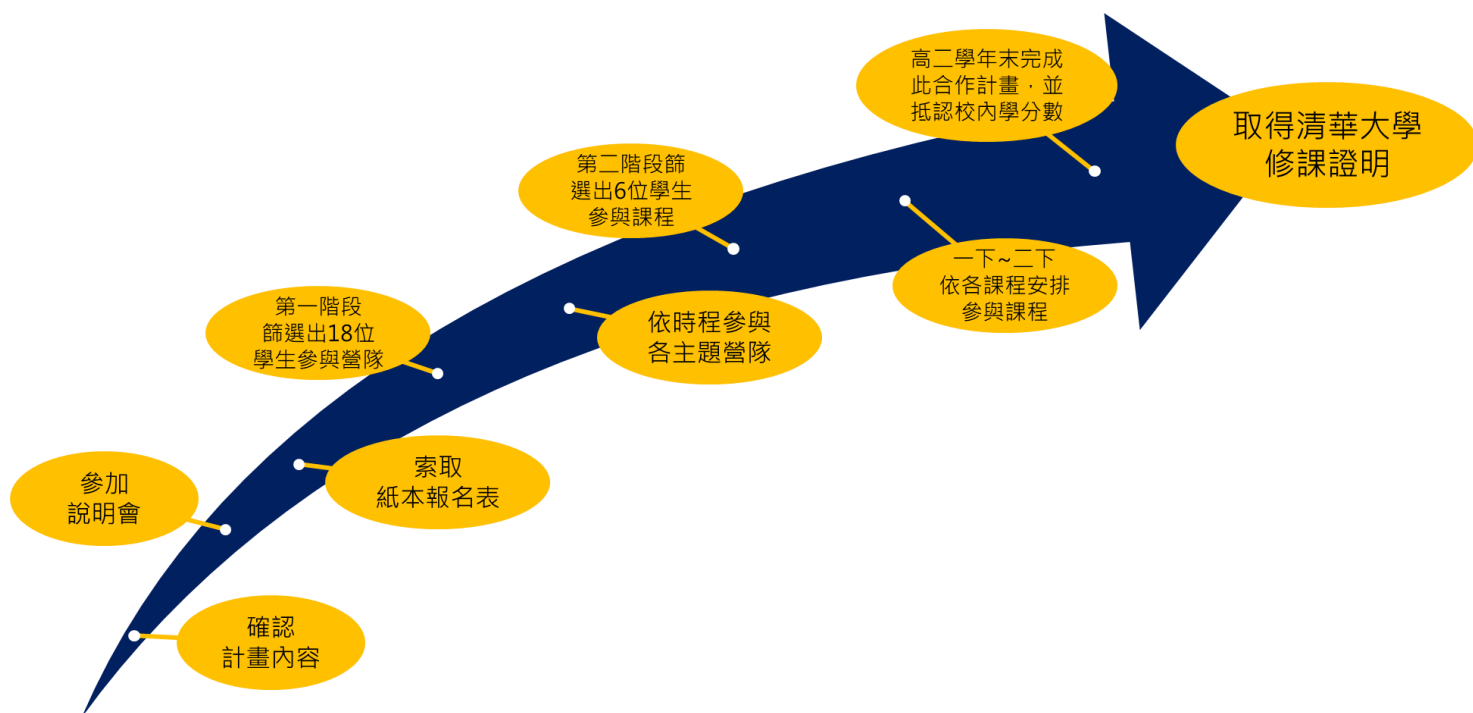 確認
計畫內容
參加
說明會
索取
紙本報名表
第一階段
篩選出18位
學生參與營隊
依時程參與
各主題營隊
第二階段篩
選出6位學生
參與課程
一下~二下
依各課程安排
參與課程
高二學年末完成
此合作計畫，並
抵認校內學分數
取得清華大學
修課證明